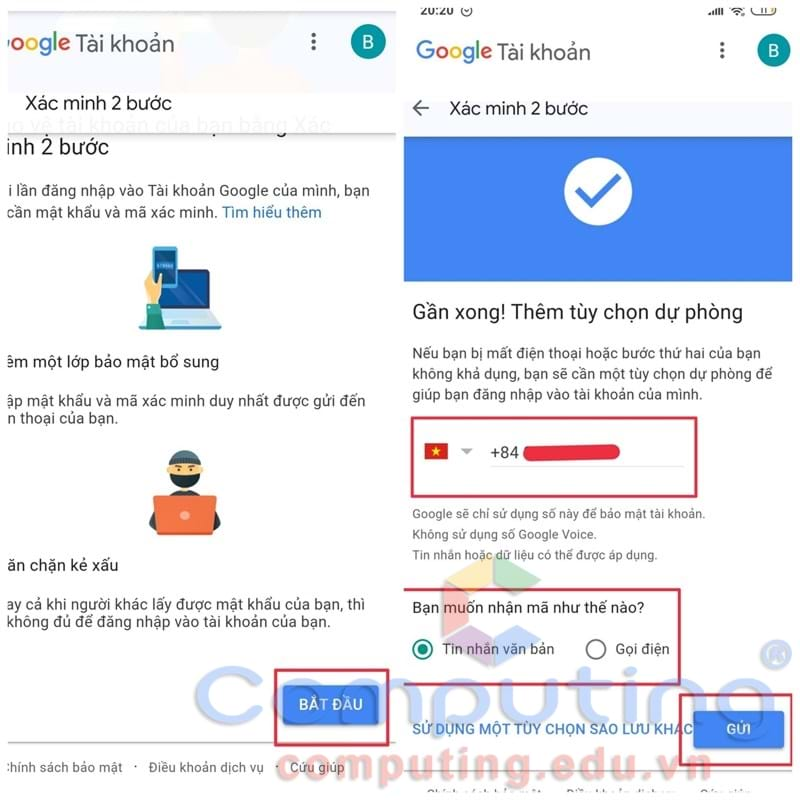 Google Tài khoản
B
Xác minh 2 bước
bảo vệ tài khoản của bạn bằng Xác
minh 2 bước
i lần đăng nhập vào Tài khoản Google của mình, bạn
cần mật khẩu và mã xác minh. Tìm hiểu thêm
êm một lớp bảo mật bổ sung
ập mật khẩu và mã xác minh duy nhất được gửi đến
n thoại của bạn.
ăn chặn kẻ xấu
ay cả khi người khác lấy được mật khẩu của bạn, thì
không đủ để đăng nhập vào tài khoản của bạn.
BẮT ĐẦU
Chính sách bảo mật · Điều khoản dịch vụ · Cứu giúp
20:20
Google Tài khoản
B
Xác minh 2 bước
Gần xong! Thêm tùy chọn dự phòng
Nếu bạn bị mất điện thoại hoặc bước thứ hai của bạn
không khả dụng, bạn sẽ cần một tùy chọn dự phòng để
giúp bạn đăng nhập vào tài khoản của mình.
+84
Google sẽ chỉ sử dụng số này để bảo mật tài khoản.
Không sử dụng số Google Voice.
Tin nhắn hoặc dữ liệu có thể được áp dụng.
Bạn muốn nhận mã như thế nào?
Tin nhắn văn bản
Gọi điện
SỬ DỤNG MỘT TÙY CHỌN SAO LƯU KHÁC
GỬI
Computing ®
computing.edu.vn